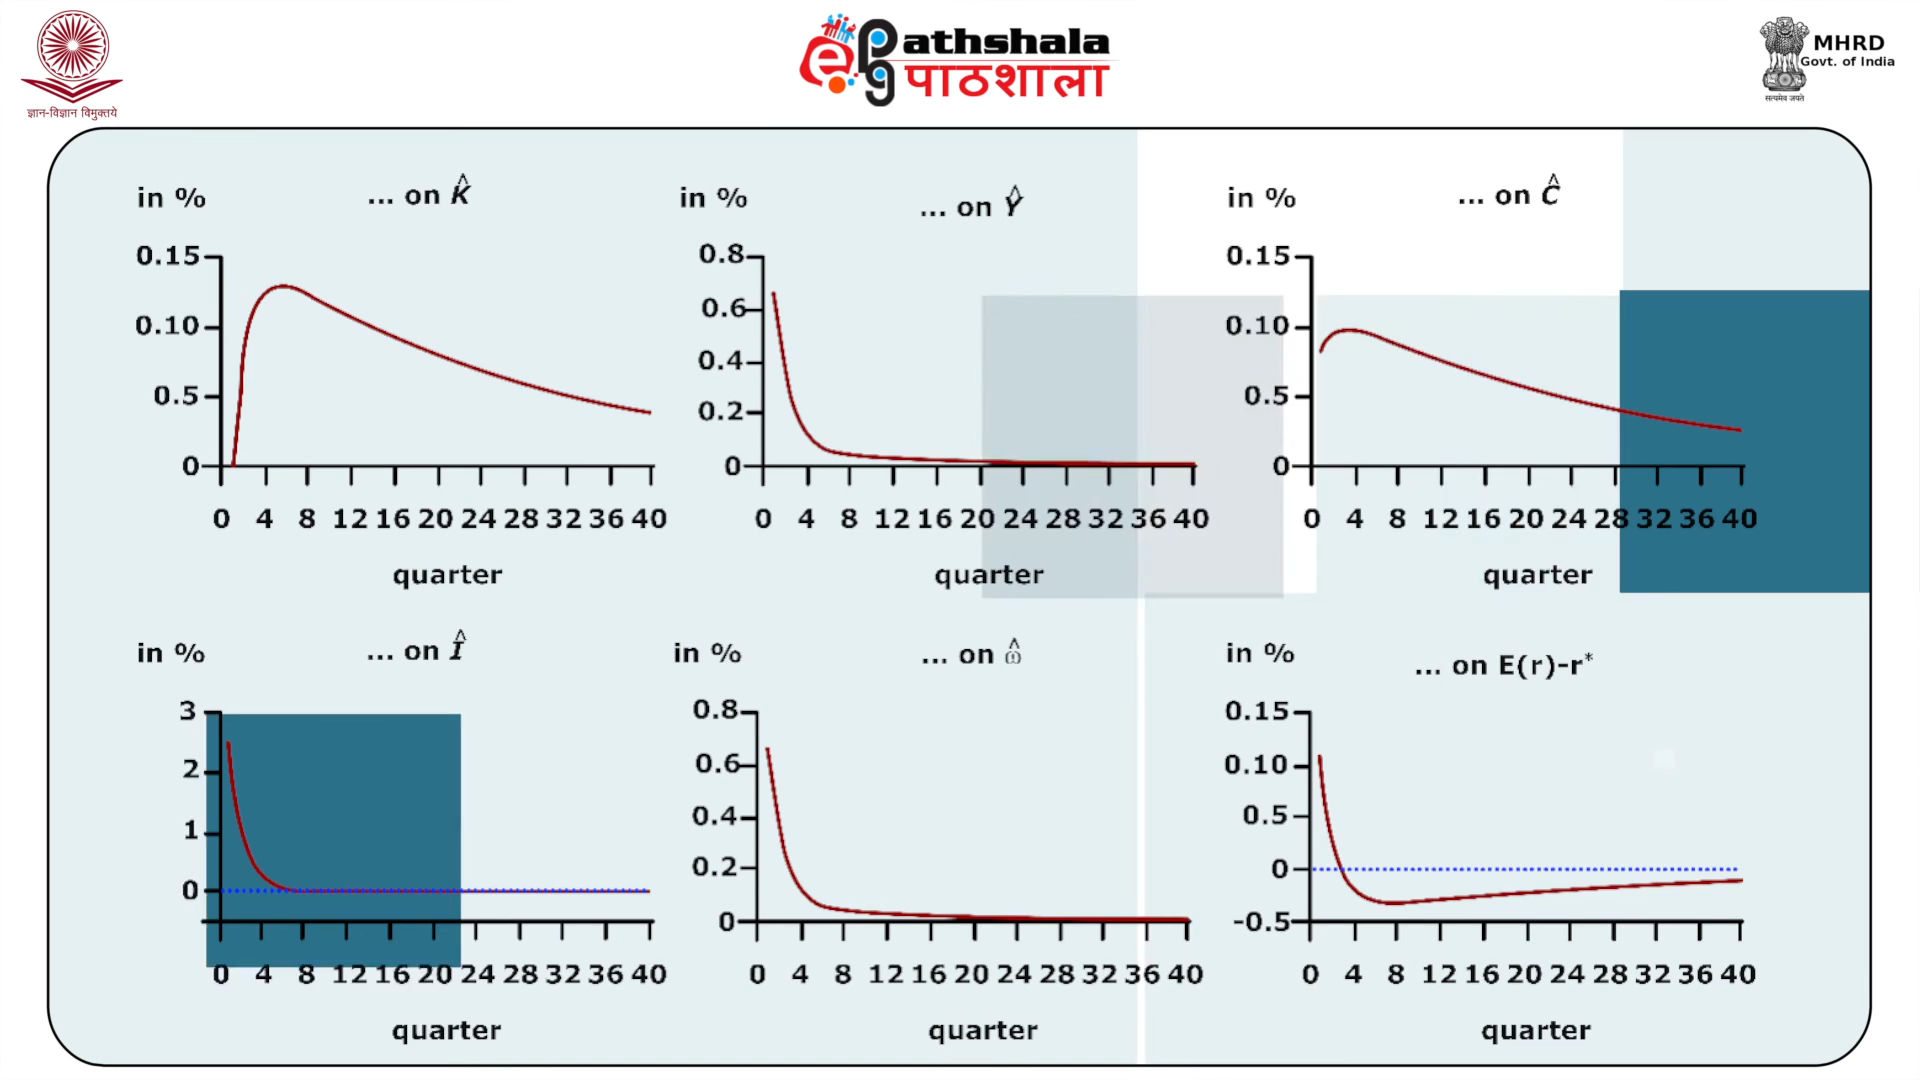 ज्ञान-विज्ञान विमुक्तये
epg athshala
पाठशाला
MHRD
Govt. of India
सत्यमेव जयते
in % ... on K̂
0.15
0.10
0.5
0
0 4 8 12 16 20 24 28 32 36 40
quarter
in % ... on Ŷ
0.8
0.6
0.4
0.2
0
0 4 8 12 16 20 24 28 32 36 40
quarter
in % ... on Ĉ
0.15
0.10
0.5
0
0 4 8 12 16 20 24 28 32 36 40
quarter
in % ... on Î
3
2
1
0
0 4 8 12 16 20 24 28 32 36 40
quarter
in % ... on ω̂
0.8
0.6
0.4
0.2
0
0 4 8 12 16 20 24 28 32 36 40
quarter
in % ... on E(r)-r*
0.15
0.10
0.5
0
-0.5
0 4 8 12 16 20 24 28 32 36 40
quarter